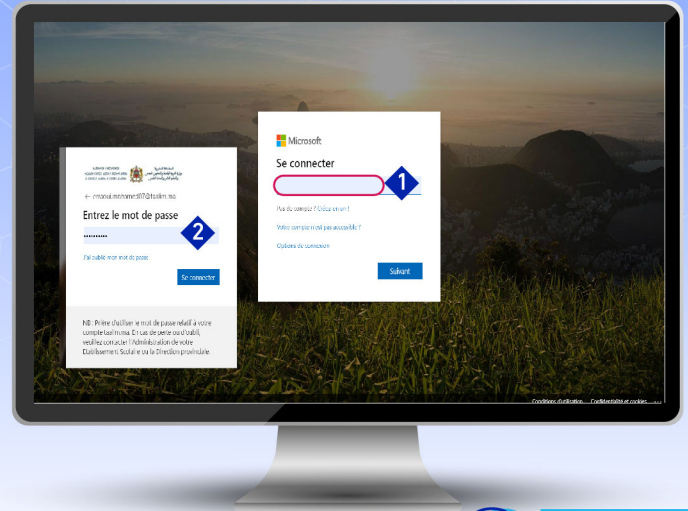 Microsoft
Se connecter
1
Pas de compte ? Créez-en un !
Votre compte n'est pas accessible ?
Options de connexion
Suivant
Entrez le mot de passe
2
J'ai oublié mon mot de passe
Se connecter
NB : Prière d'utiliser le mot de passe relatif à votre
compte taalim.ma. En cas de perte ou d'oubli,
veuillez contacter l'Administration de votre
Etablissement Scolaire ou la Direction provinciale.
Conditions d'utilisation Confidentialité et cookies ...